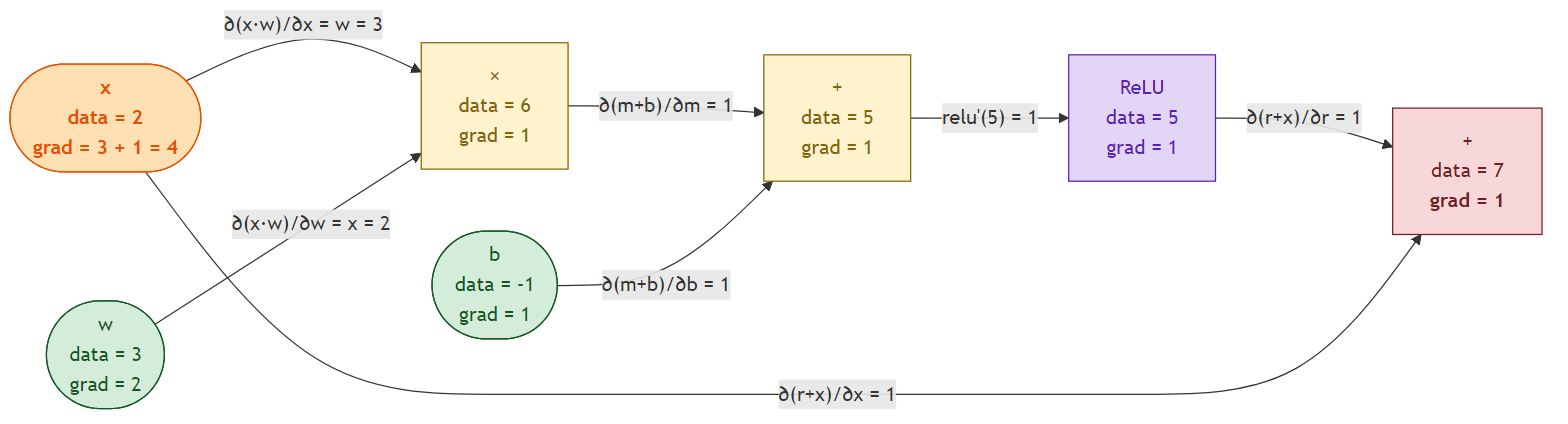 ∂(x·w)/∂x = w = 3
x
data = 2
grad = 3 + 1 = 4
×
data = 6
grad = 1
∂(m+b)/∂m = 1
+
data = 5
grad = 1
relu'(5) = 1
ReLU
data = 5
grad = 1
∂(r+x)/∂r = 1
+
data = 7
grad = 1
∂(x·w)/∂w = x = 2
b
data = -1
grad = 1
∂(m+b)/∂b = 1
w
data = 3
grad = 2
∂(r+x)/∂x = 1